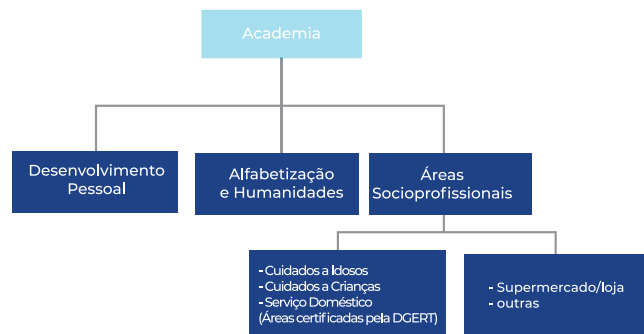 Academia
Desenvolvimento
Pessoal
Alfabetização
e Humanidades
Áreas
Socioprofissionais
- Cuidados a Idosos
- Cuidados a Crianças
- Serviço Doméstico
(Áreas certificadas pela DGERT)
- Supermercado/loja
- outras